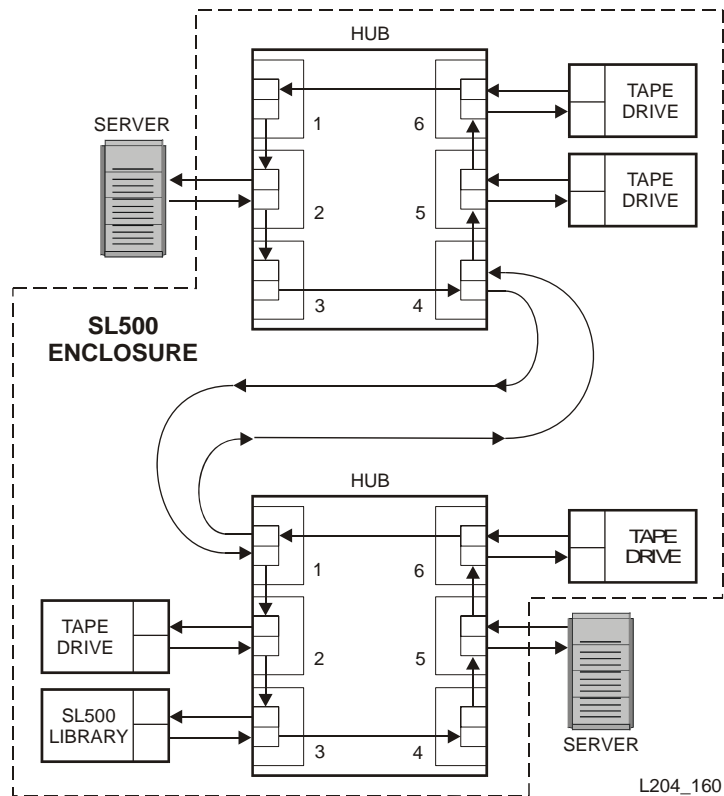 HUB
SERVER
1
2
3
6
5
4
TAPE
DRIVE
TAPE
DRIVE
SL500
ENCLOSURE
HUB
1
2
3
6
5
4
TAPE
DRIVE
TAPE
DRIVE
SL500
LIBRARY
SERVER
L204_160